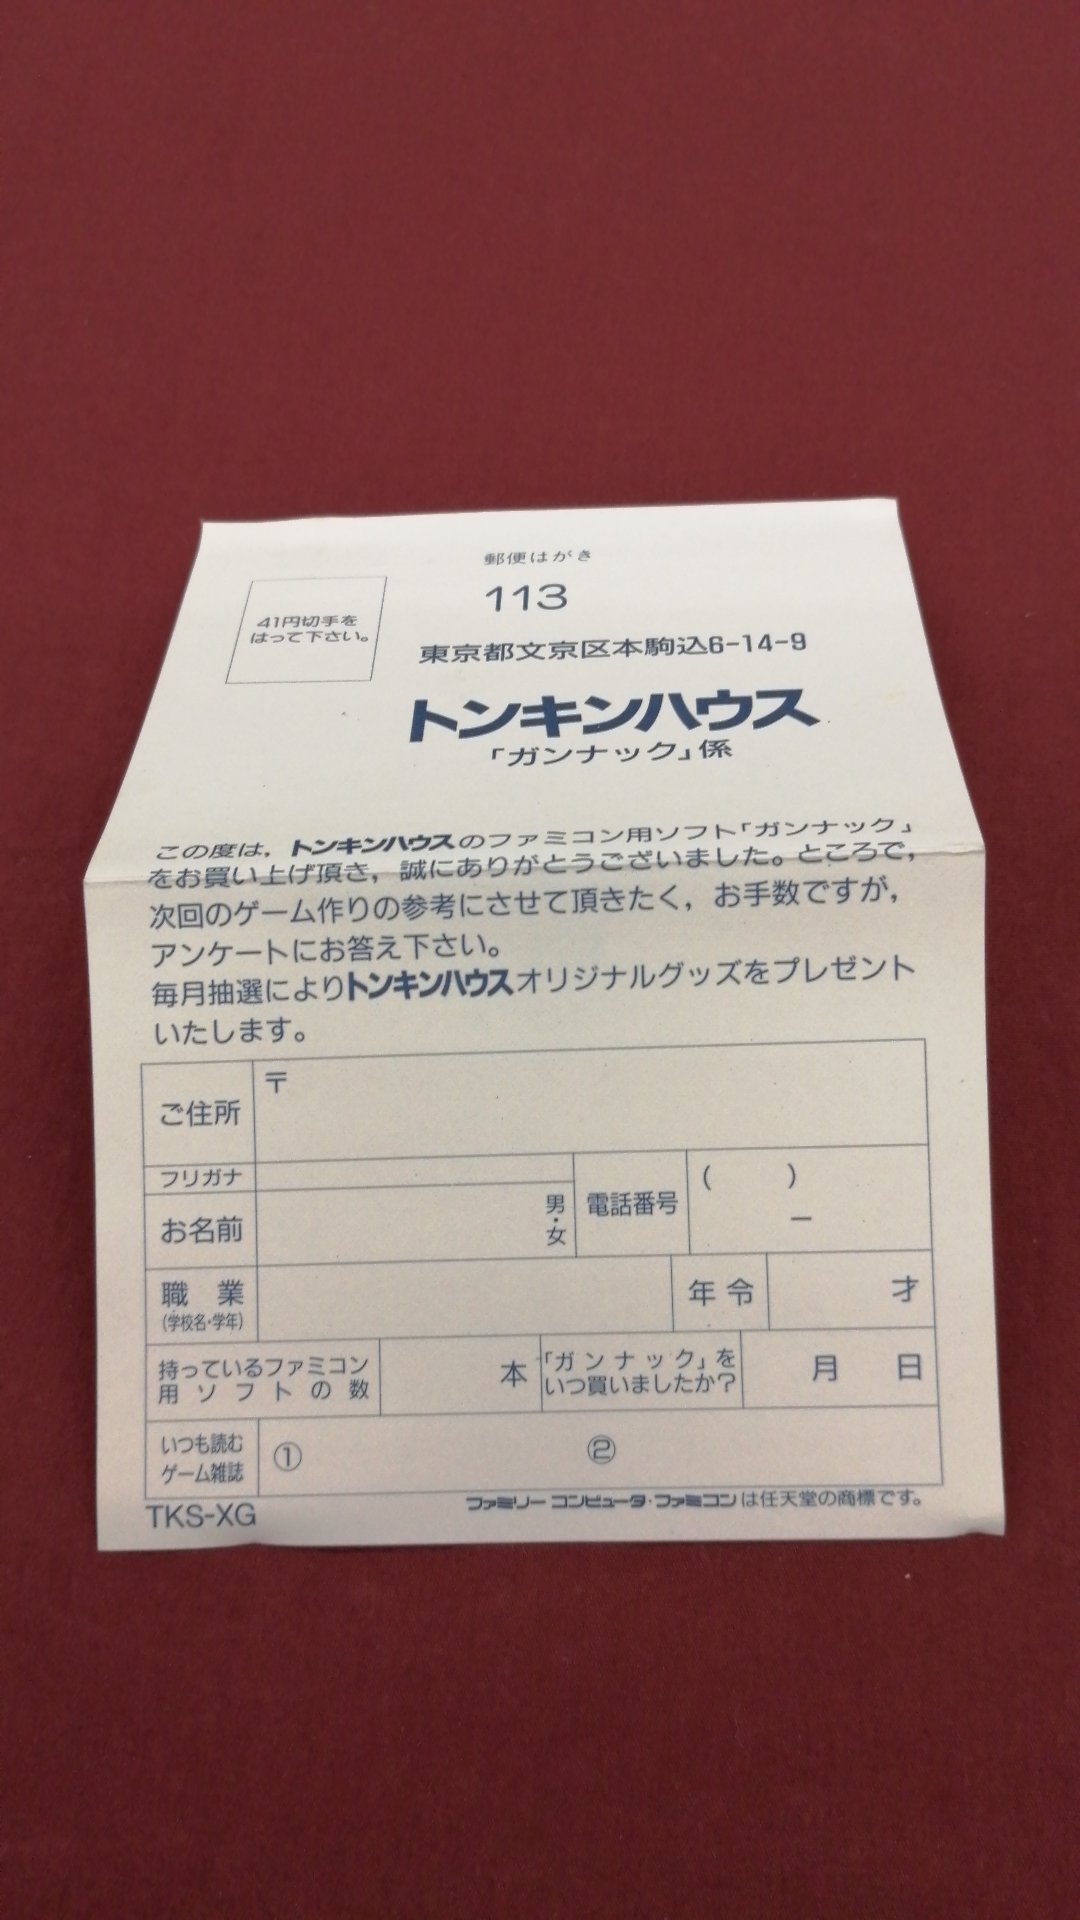 郵便はがき
41円切手を
はって下さい。
113
東京都文京区本駒込6-14-9
トンキンハウス
「ガンナック」係
この度は，トンキンハウスのファミコン用ソフト「ガンナック」
をお買い上げ頂き，誠にありがとうございました。ところで，
次回のゲーム作りの参考にさせて頂きたく，お手数ですが，
アンケートにお答え下さい。
毎月抽選によりトンキンハウスオリジナルグッズをプレゼント
いたします。
ご住所 〒
フリガナ
お名前 男・女 電話番号 ( ) ー
職業 (学校名・学年) 年令 才
持っているファミコン
用ソフトの数 本
「ガンナック」を
いつ買いましたか? 月 日
いつも読む
ゲーム雑誌 ① ②
TKS-XG
ファミリーコンピュータ・ファミコンは任天堂の商標です。